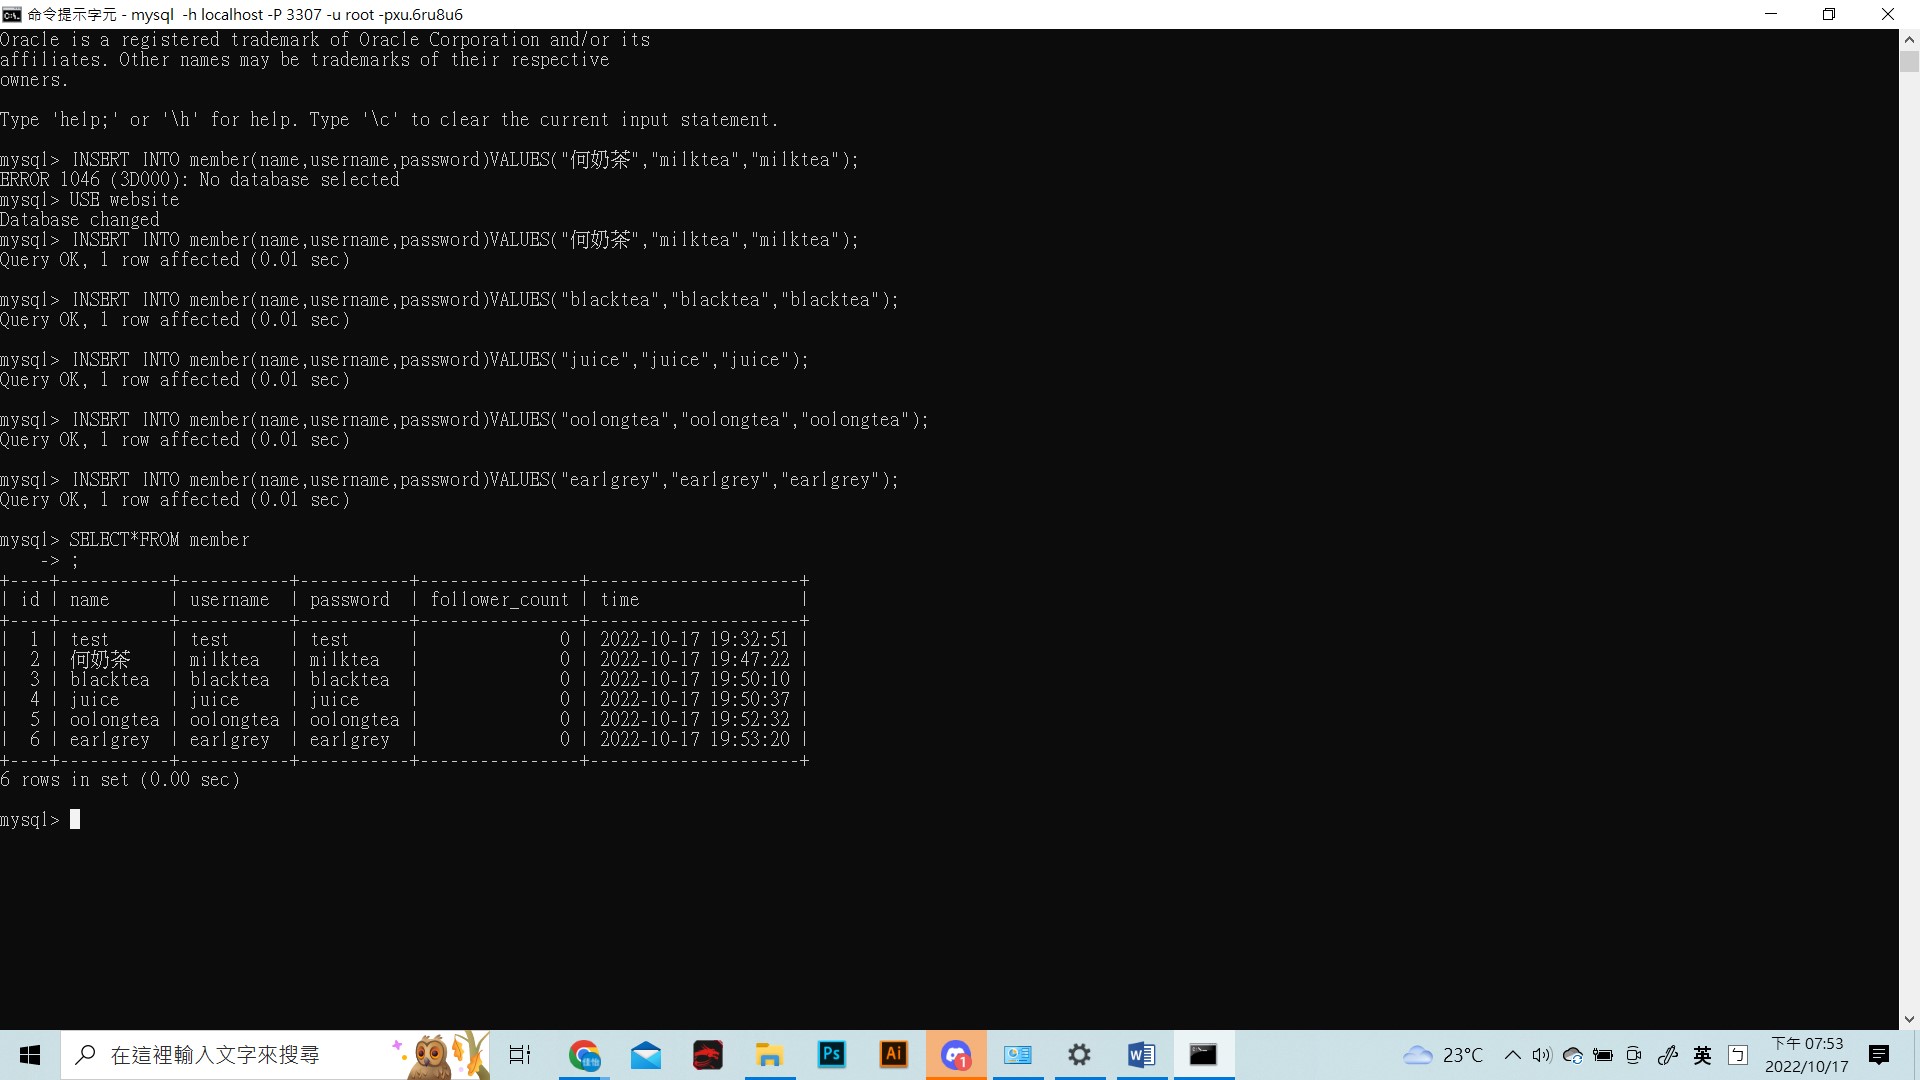 命令提示字元 - mysql  -h localhost -P 3307 -u root -pxu.6ru8u6
Oracle is a registered trademark of Oracle Corporation and/or its
affiliates. Other names may be trademarks of their respective
owners.
Type 'help;' or '\h' for help. Type '\c' to clear the current input statement.
mysql> INSERT INTO member(name,username,password)VALUES("何奶茶","milktea","milktea");
ERROR 1046 (3D000): No database selected
mysql> USE website
Database changed
mysql> INSERT INTO member(name,username,password)VALUES("何奶茶","milktea","milktea");
Query OK, 1 row affected (0.01 sec)
mysql> INSERT INTO member(name,username,password)VALUES("blacktea","blacktea","blacktea");
Query OK, 1 row affected (0.01 sec)
mysql> INSERT INTO member(name,username,password)VALUES("juice","juice","juice");
Query OK, 1 row affected (0.01 sec)
mysql> INSERT INTO member(name,username,password)VALUES("oolongtea","oolongtea","oolongtea");
Query OK, 1 row affected (0.01 sec)
mysql> INSERT INTO member(name,username,password)VALUES("earlgrey","earlgrey","earlgrey");
Query OK, 1 row affected (0.01 sec)
mysql> SELECT*FROM member
    -> ;
+----+-----------+-----------+-----------+----------------+---------------------+
| id | name      | username  | password  | follower_count | time                |
+----+-----------+-----------+-----------+----------------+---------------------+
|  1 | test      | test      | test      |              0 | 2022-10-17 19:32:51 |
|  2 | 何奶茶    | milktea   | milktea   |              0 | 2022-10-17 19:47:22 |
|  3 | blacktea  | blacktea  | blacktea  |              0 | 2022-10-17 19:50:10 |
|  4 | juice     | juice     | juice     |              0 | 2022-10-17 19:50:37 |
|  5 | oolongtea | oolongtea | oolongtea |              0 | 2022-10-17 19:52:32 |
|  6 | earlgrey  | earlgrey  | earlgrey  |              0 | 2022-10-17 19:53:20 |
+----+-----------+-----------+-----------+----------------+---------------------+
6 rows in set (0.00 sec)
mysql>
在這裡輸入文字來搜尋
Ps
Ai
1
23°C
英
下午 07:53
2022/10/17